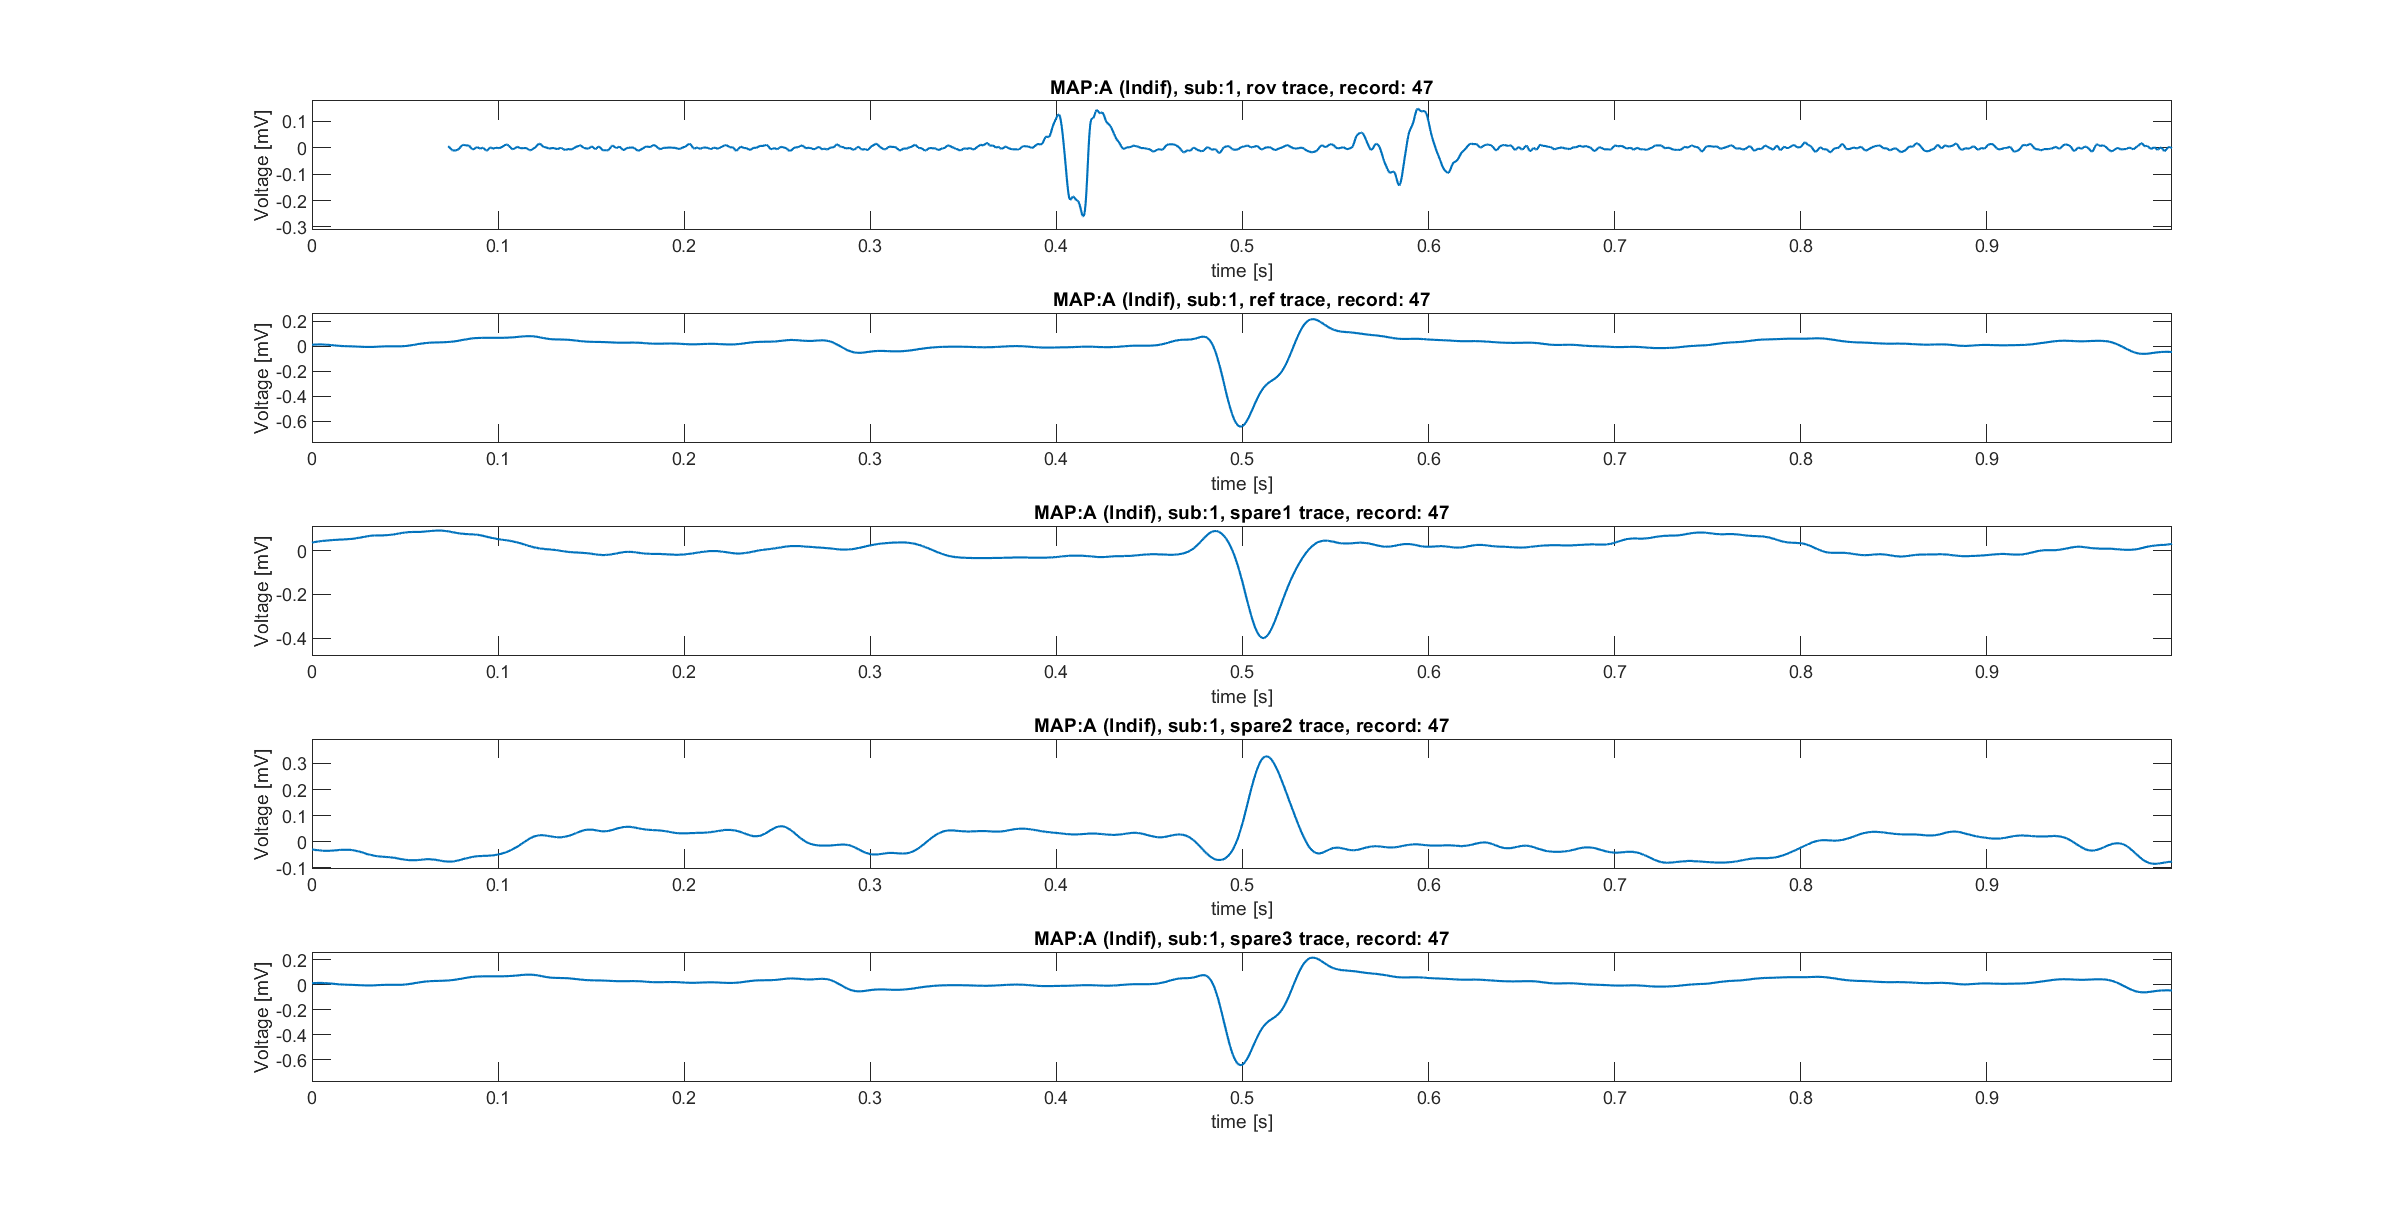 MAP:A (Indif), sub:1, rov trace, record: 47
Voltage [mV]
0.1
0
-0.1
-0.2
-0.3
0 0.1 0.2 0.3 0.4 0.5 0.6 0.7 0.8 0.9
time [s]
MAP:A (Indif), sub:1, ref trace, record: 47
Voltage [mV]
0.2
0
-0.2
-0.4
-0.6
0 0.1 0.2 0.3 0.4 0.5 0.6 0.7 0.8 0.9
time [s]
MAP:A (Indif), sub:1, spare1 trace, record: 47
Voltage [mV]
0
-0.2
-0.4
0 0.1 0.2 0.3 0.4 0.5 0.6 0.7 0.8 0.9
time [s]
MAP:A (Indif), sub:1, spare2 trace, record: 47
Voltage [mV]
0.3
0.2
0.1
0
-0.1
0 0.1 0.2 0.3 0.4 0.5 0.6 0.7 0.8 0.9
time [s]
MAP:A (Indif), sub:1, spare3 trace, record: 47
Voltage [mV]
0.2
0
-0.2
-0.4
-0.6
0 0.1 0.2 0.3 0.4 0.5 0.6 0.7 0.8 0.9
time [s]